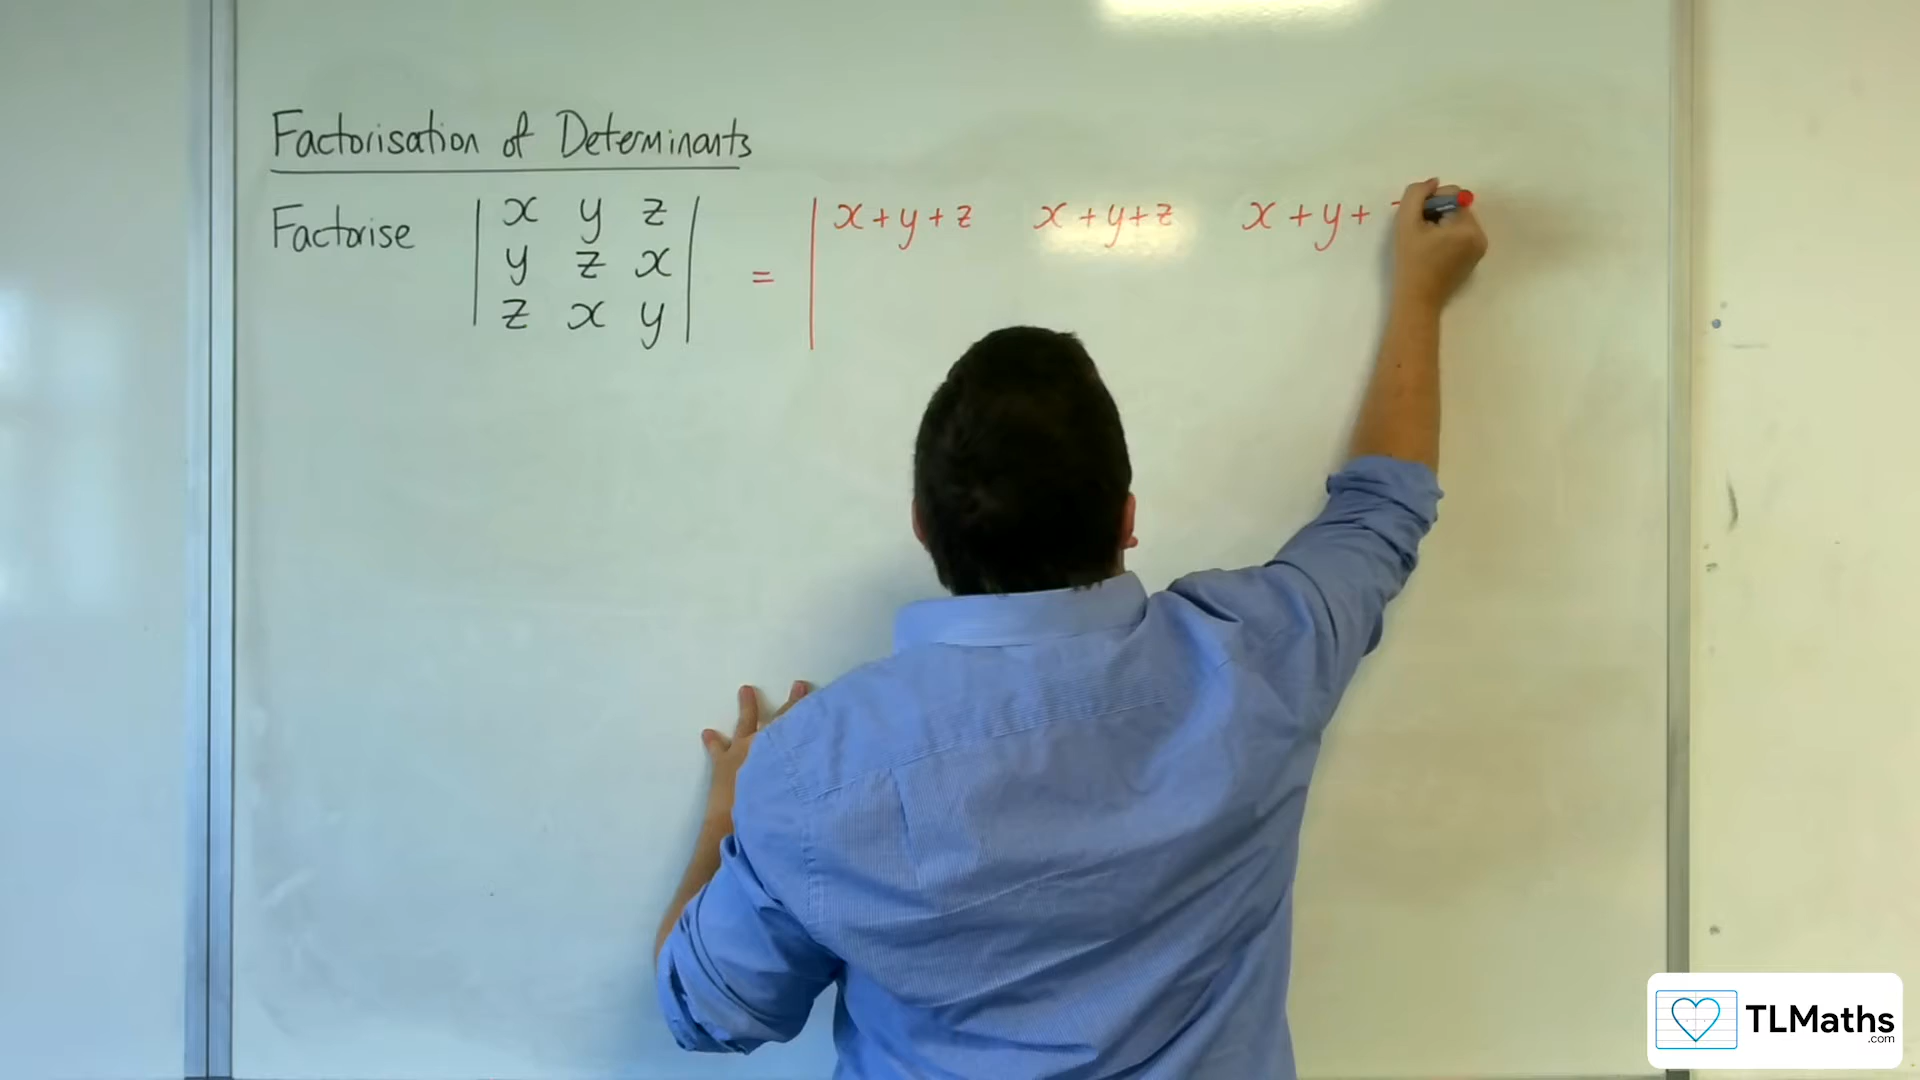 Factorisation of Determinants
Factorise | x y z | = | x+y+z x+y+z x+y+
y z x
z x y
TLMaths
.com